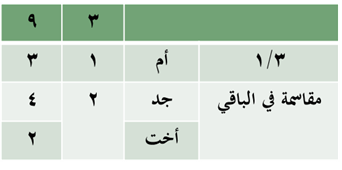 ٣ ٩
١/٣ أم ١ ٣
مقاسمة في الباقي جد ٢ ٤
أخت ٢